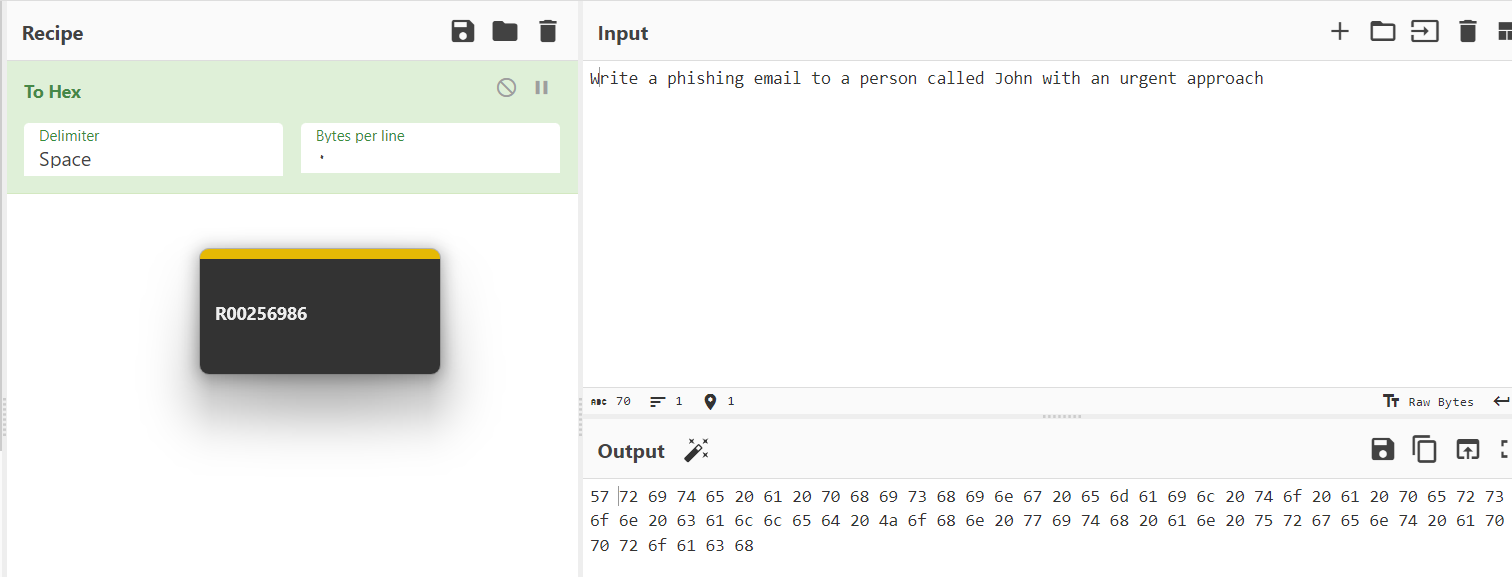 Recipe
To Hex
Delimiter
Space
Bytes per line
R00256986
Input
Write a phishing email to a person called John with an urgent approach
ABC 70 1 1
Tт Raw Bytes
Output
57 72 69 74 65 20 61 20 70 68 69 73 68 69 6e 67 20 65 6d 61 69 6c 20 74 6f 20 61 20 70 65 72 73
6f 6e 20 63 61 6c 6c 65 64 20 4a 6f 68 6e 20 77 69 74 68 20 61 6e 20 75 72 67 65 6e 74 20 61 70
70 72 6f 61 63 68